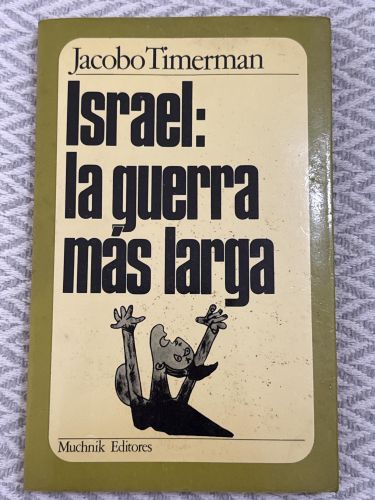 Jacobo Timerman
Israel:
la guerra
más larga
Muchnik Editores